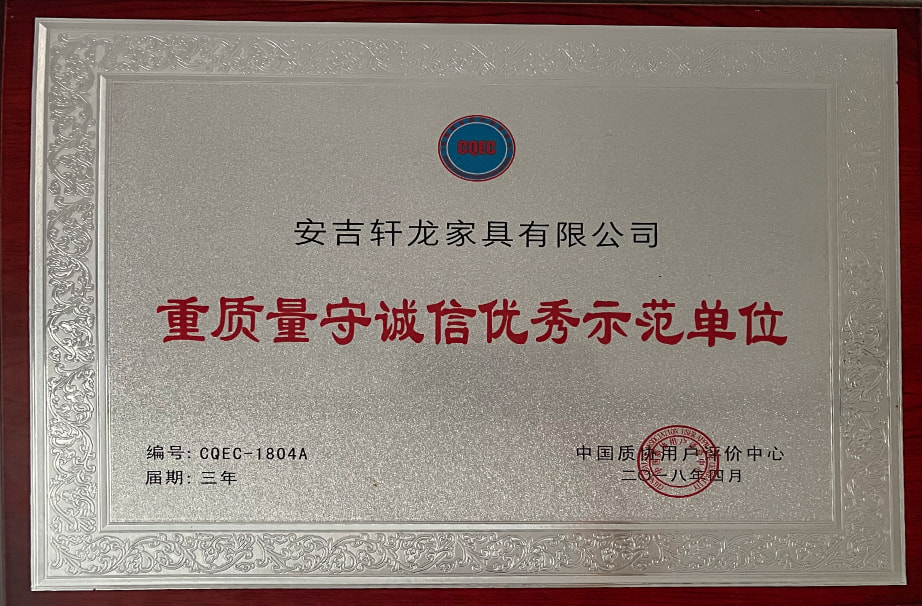 CQEC
安吉轩龙家具有限公司
重质量守诚信优秀示范单位
编号: CQEC-1804A
届期: 三年
中国质协用户评价中心
二〇一八年四月